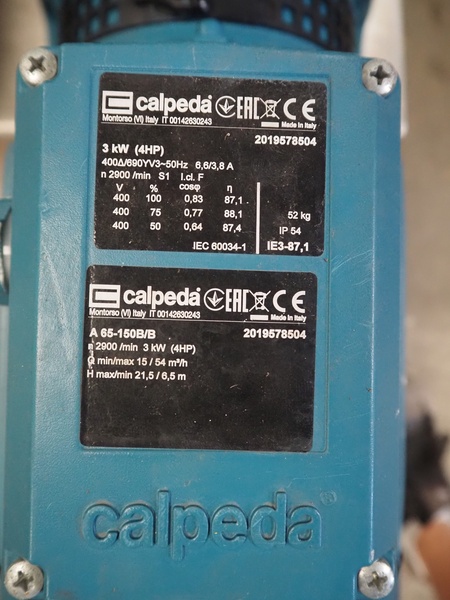 calpeda® EAC CE
Montorso (VI) Italy IT 00142630243 Made in Italy
2019578504
3 kW (4HP)
400Δ/690YV3~50Hz 6,6/3,8 A
n 2900 /min S1 I.cl. F
V % cosφ η
400 100 0,83 87,1
400 75 0,77 88,1 52 kg
400 50 0,64 87,4 IP 54
IEC 60034-1 IE3-87,1
calpeda® EAC CE
Montorso (VI) Italy IT 00142630243 Made in Italy
A 65-150B/B 2019578504
n 2900 /min 3 kW (4HP)
Q min/max 15 / 54 m³/h
H max/min 21,5 / 6,5 m
calpeda®